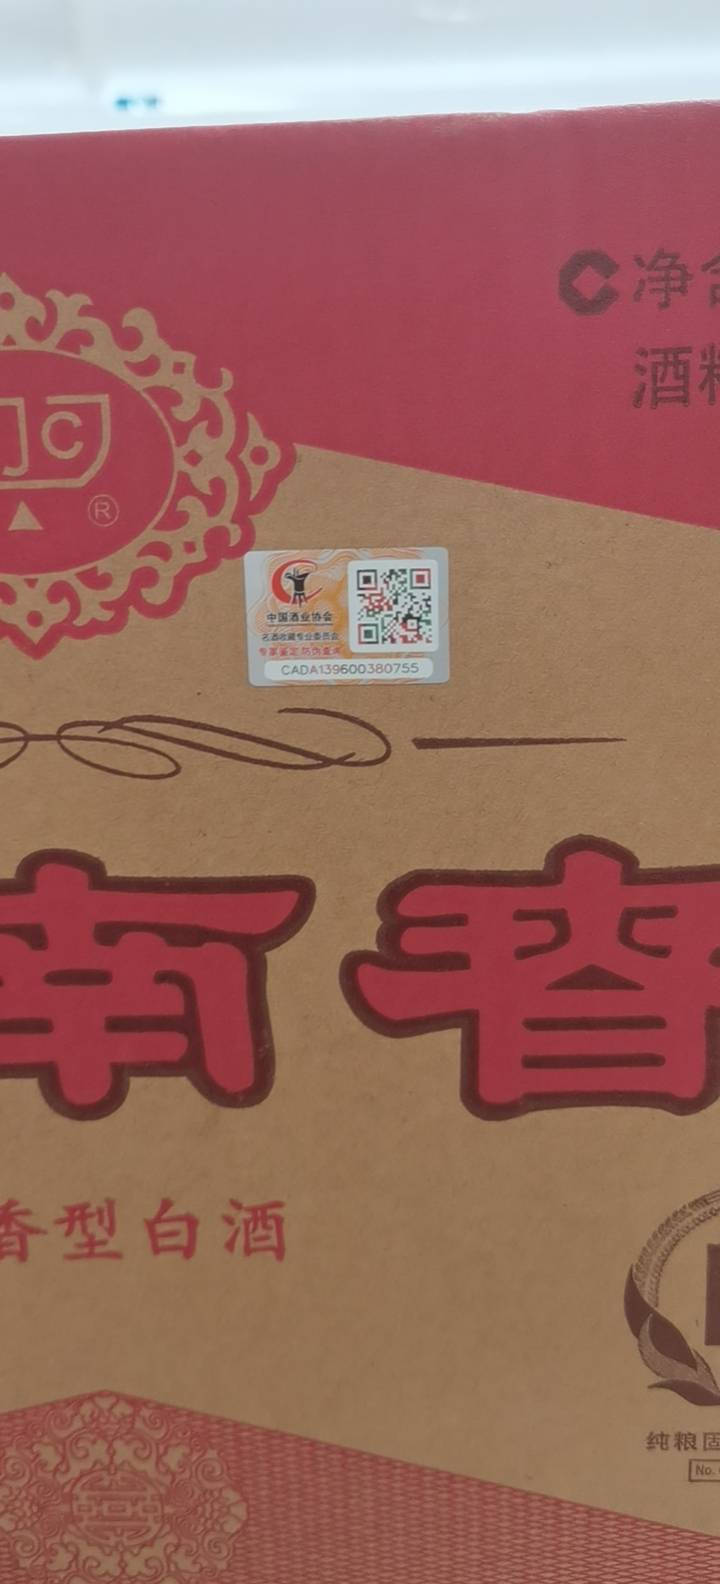 净含
酒精
JC
®
中国酒业协会
名酒收藏专业委员会
专家鉴定 防伪查询
CADA139600380755
南春
香型白酒
纯粮固
No.